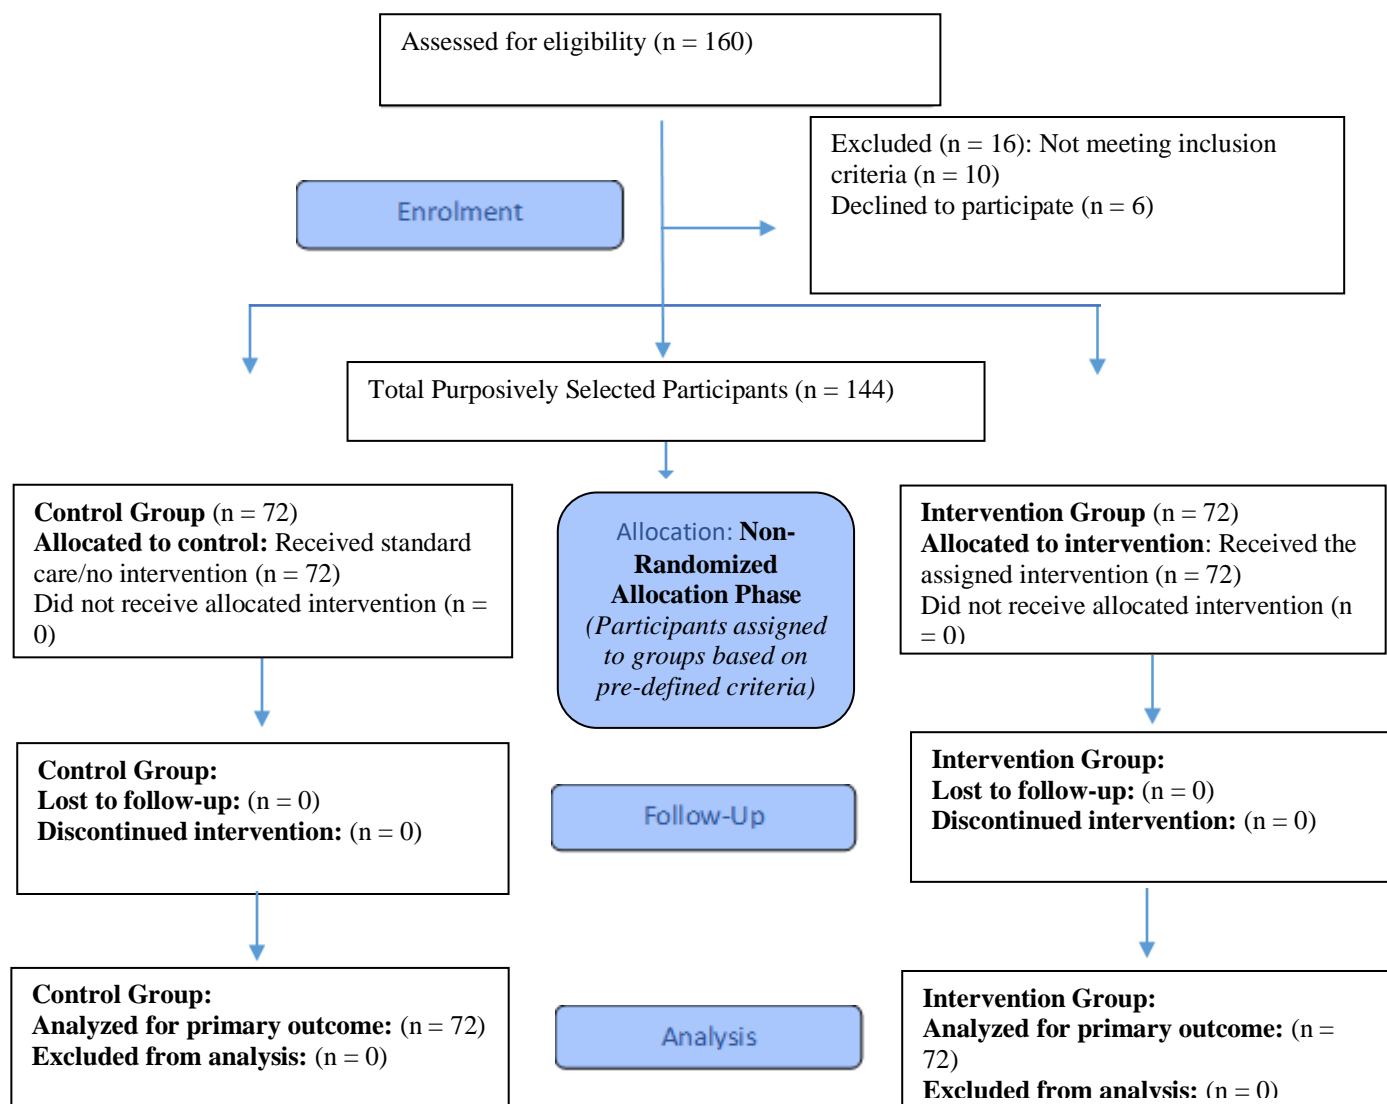 Assessed for eligibility (n = 160)
Excluded (n = 16): Not meeting inclusion
criteria (n = 10)
Declined to participate (n = 6)
Enrolment
Total Purposively Selected Participants (n = 144)
Control Group (n = 72)
Allocated to control: Received standard
care/no intervention (n = 72)
Did not receive allocated intervention (n =
0)
Allocation: Non-
Randomized
Allocation Phase
(Participants assigned
to groups based on
pre-defined criteria)
Intervention Group (n = 72)
Allocated to intervention: Received the
assigned intervention (n = 72)
Did not receive allocated intervention (n
= 0)
Control Group:
Lost to follow-up: (n = 0)
Discontinued intervention: (n = 0)
Follow-Up
Intervention Group:
Lost to follow-up: (n = 0)
Discontinued intervention: (n = 0)
Control Group:
Analyzed for primary outcome: (n = 72)
Excluded from analysis: (n = 0)
Analysis
Intervention Group:
Analyzed for primary outcome: (n =
72)
Excluded from analysis: (n = 0)